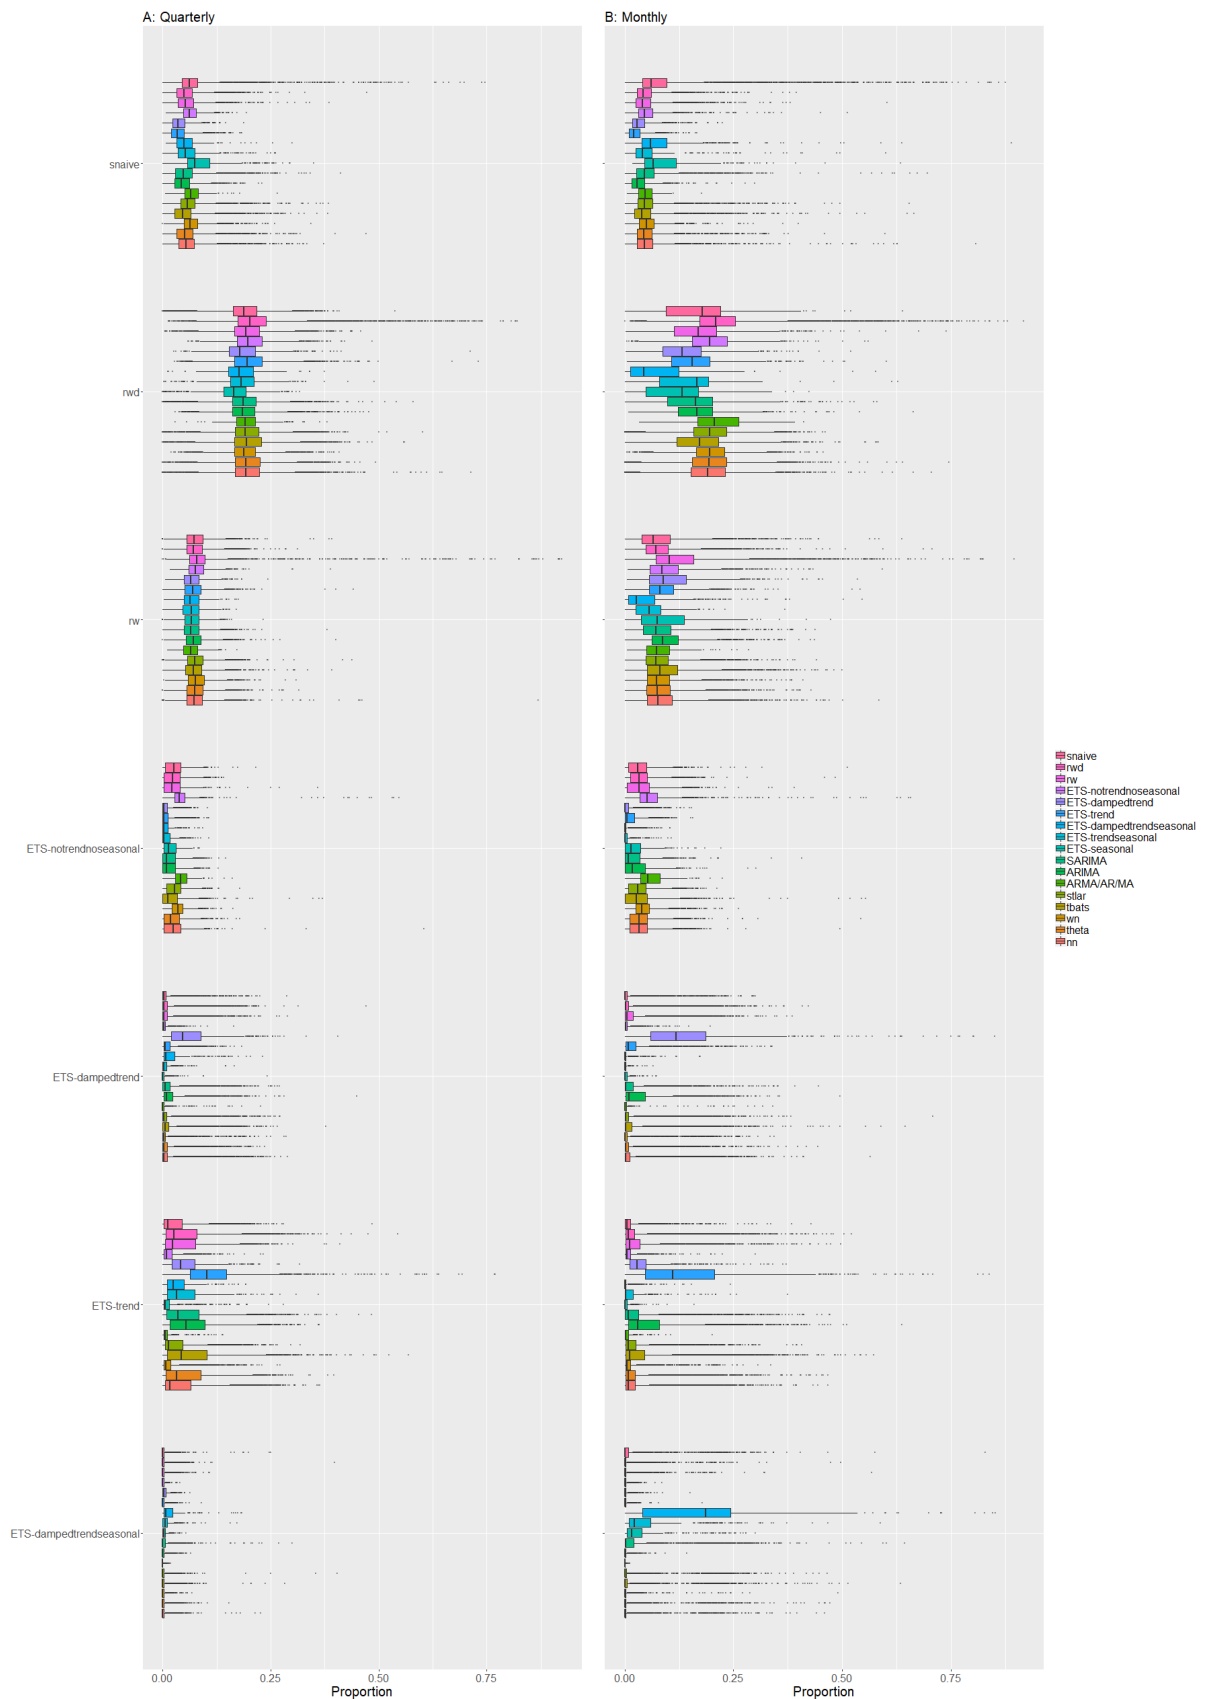 A: Quarterly
B: Monthly
snaive
rwd
rw
ETS-notrendnoseasonal
ETS-dampedtrend
ETS-trend
ETS-dampedtrendseasonal
0.00 0.25 0.50 0.75
Proportion
0.00 0.25 0.50 0.75
Proportion
snaive
rwd
rw
ETS-notrendnoseasonal
ETS-dampedtrend
ETS-trend
ETS-dampedtrendseasonal
ETS-trendseasonal
ETS-seasonal
SARIMA
ARIMA
ARMA/AR/MA
stlar
tbats
wn
theta
nn